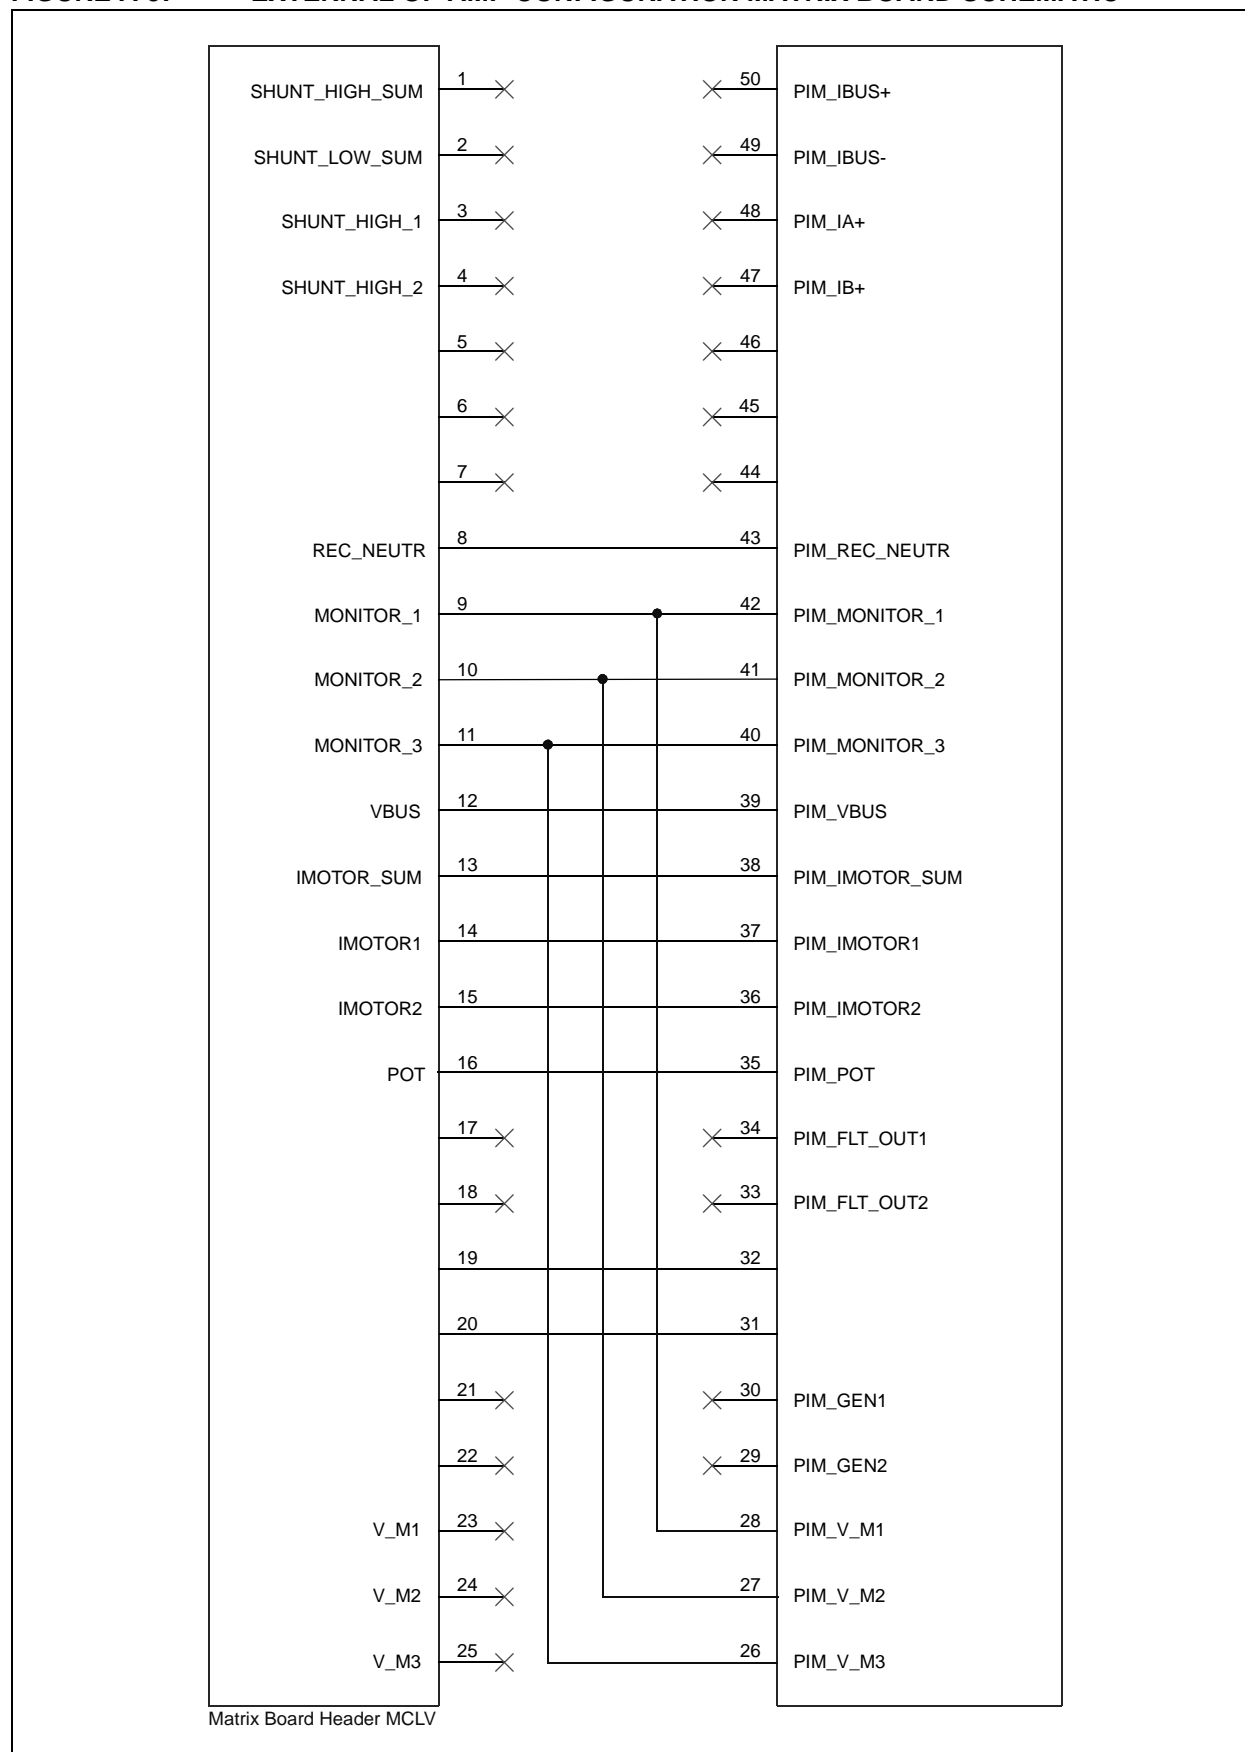 SHUNT_HIGH_SUM 1 50 PIM_IBUS+
SHUNT_LOW_SUM 2 49 PIM_IBUS-
SHUNT_HIGH_1 3 48 PIM_IA+
SHUNT_HIGH_2 4 47 PIM_IB+
5 46
6 45
7 44
REC_NEUTR 8 43 PIM_REC_NEUTR
MONITOR_1 9 42 PIM_MONITOR_1
MONITOR_2 10 41 PIM_MONITOR_2
MONITOR_3 11 40 PIM_MONITOR_3
VBUS 12 39 PIM_VBUS
IMOTOR_SUM 13 38 PIM_IMOTOR_SUM
IMOTOR1 14 37 PIM_IMOTOR1
IMOTOR2 15 36 PIM_IMOTOR2
POT 16 35 PIM_POT
17 34 PIM_FLT_OUT1
18 33 PIM_FLT_OUT2
19 32
20 31
21 30 PIM_GEN1
22 29 PIM_GEN2
V_M1 23 28 PIM_V_M1
V_M2 24 27 PIM_V_M2
V_M3 25 26 PIM_V_M3
Matrix Board Header MCLV